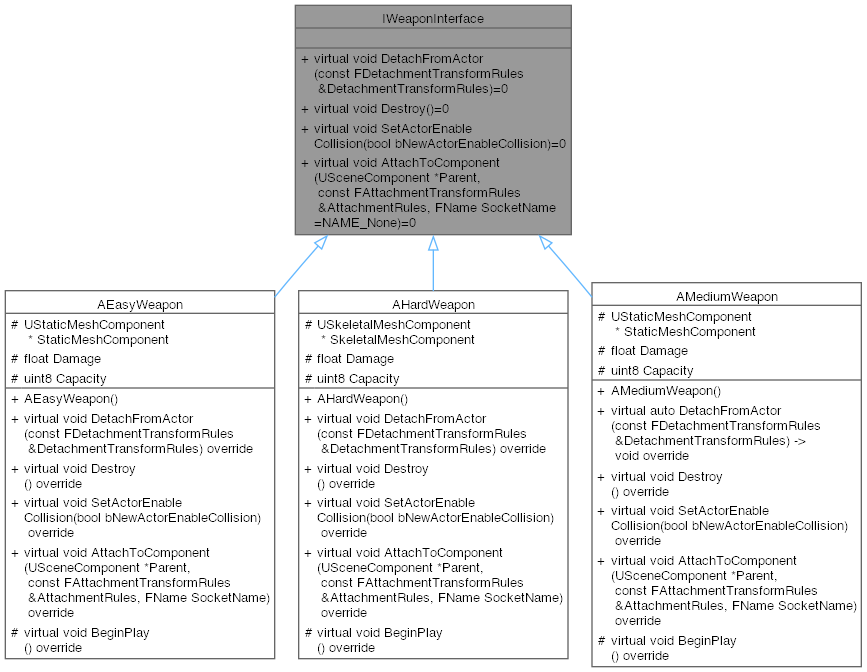 IWeaponInterface
+ virtual void DetachFromActor
(const FDetachmentTransformRules
&DetachmentTransformRules)=0
+ virtual void Destroy()=0
+ virtual void SetActorEnable
Collision(bool bNewActorEnableCollision)=0
+ virtual void AttachToComponent
(USceneComponent *Parent,
const FAttachmentTransformRules
&AttachmentRules, FName SocketName
=NAME_None)=0
AEasyWeapon
# UStaticMeshComponent
* StaticMeshComponent
# float Damage
# uint8 Capacity
+ AEasyWeapon()
+ virtual void DetachFromActor
(const FDetachmentTransformRules
&DetachmentTransformRules) override
+ virtual void Destroy
() override
+ virtual void SetActorEnable
Collision(bool bNewActorEnableCollision)
override
+ virtual void AttachToComponent
(USceneComponent *Parent,
const FAttachmentTransformRules
&AttachmentRules, FName SocketName)
override
# virtual void BeginPlay
() override
AHardWeapon
# USkeletalMeshComponent
* SkeletalMeshComponent
# float Damage
# uint8 Capacity
+ AHardWeapon()
+ virtual void DetachFromActor
(const FDetachmentTransformRules
&DetachmentTransformRules) override
+ virtual void Destroy
() override
+ virtual void SetActorEnable
Collision(bool bNewActorEnableCollision)
override
+ virtual void AttachToComponent
(USceneComponent *Parent,
const FAttachmentTransformRules
&AttachmentRules, FName SocketName)
override
# virtual void BeginPlay
() override
AMediumWeapon
# UStaticMeshComponent
* StaticMeshComponent
# float Damage
# uint8 Capacity
+ AMediumWeapon()
+ virtual auto DetachFromActor
(const FDetachmentTransformRules
&DetachmentTransformRules) ->
void override
+ virtual void Destroy
() override
+ virtual void SetActorEnable
Collision(bool bNewActorEnableCollision)
override
+ virtual void AttachToComponent
(USceneComponent *Parent,
const FAttachmentTransformRules
&AttachmentRules, FName SocketName)
override
# virtual void BeginPlay
() override